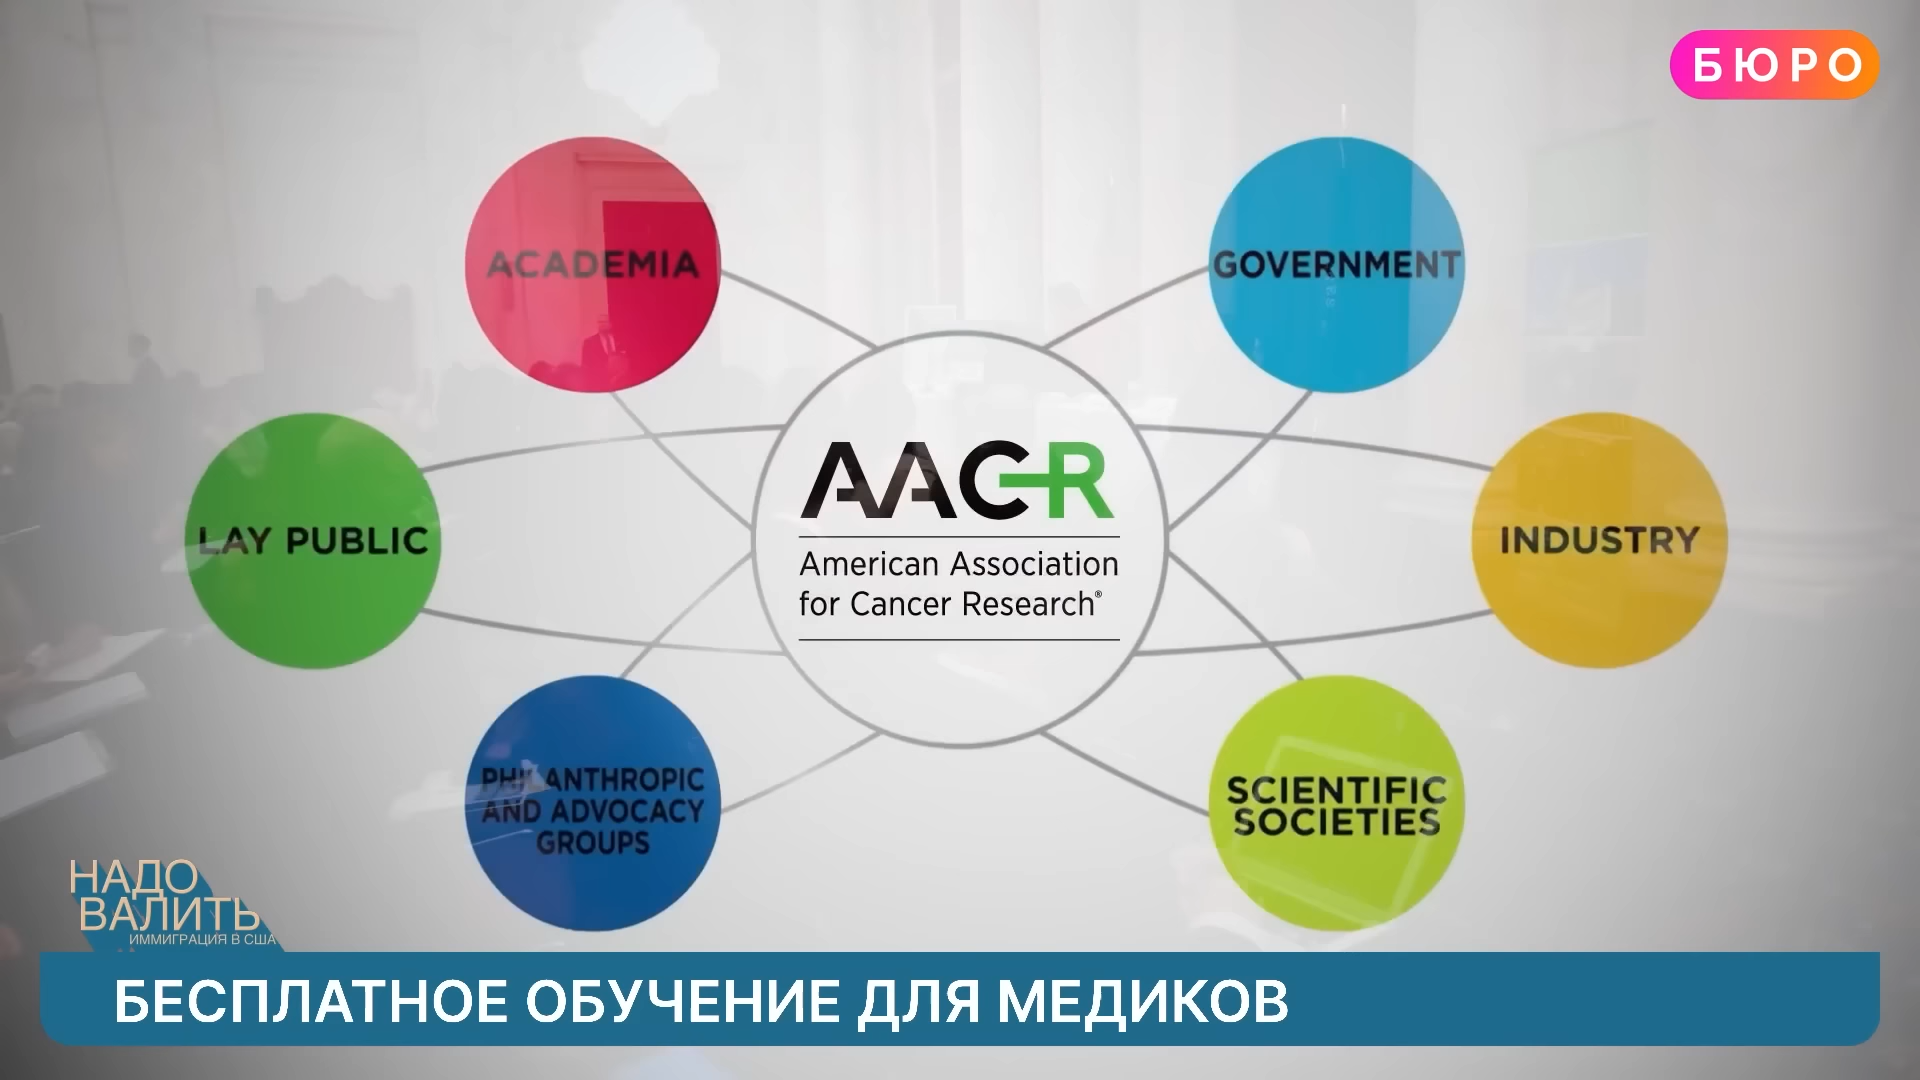 БЮРО
ACADEMIA
GOVERNMENT
AACR
American Association
for Cancer Research®
LAY PUBLIC
INDUSTRY
PHILANTHROPIC
AND ADVOCACY
GROUPS
SCIENTIFIC
SOCIETIES
НАДО
ВАЛИТЬ
ИММИГРАЦИЯ В США
БЕСПЛАТНОЕ ОБУЧЕНИЕ ДЛЯ МЕДИКОВ